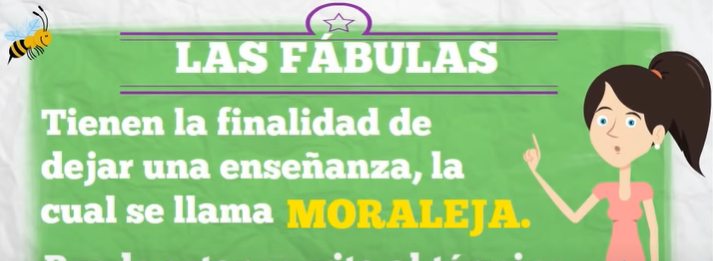 LAS FÁBULAS
Tienen la finalidad de
dejar una enseñanza, la
cual se llama MORALEJA.